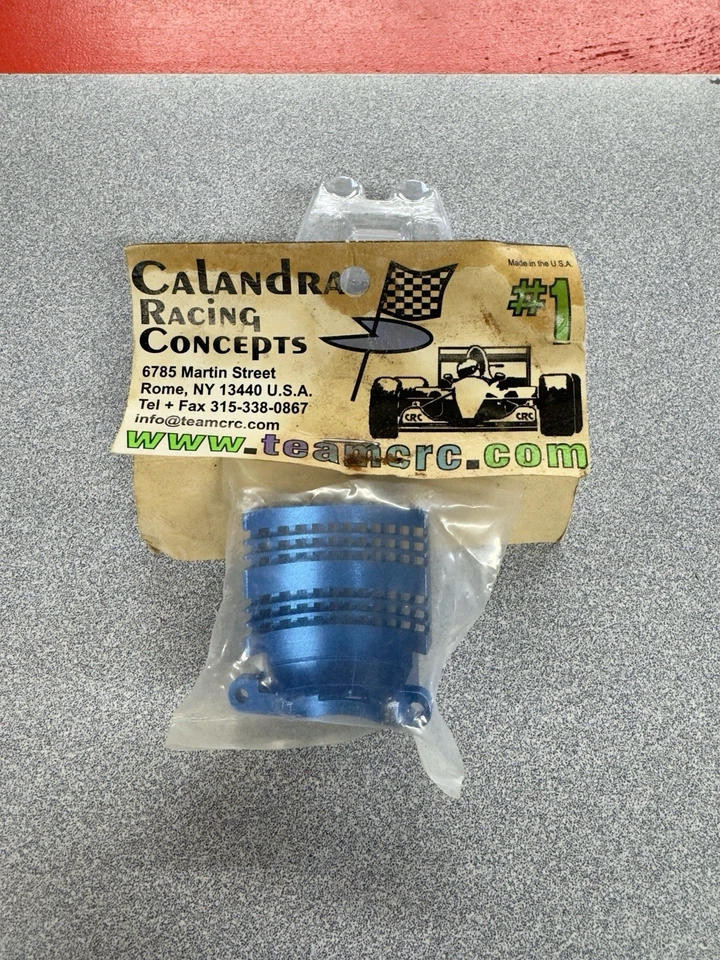 Calandra
Racing
Concepts
6785 Martin Street
Rome, NY 13440 U.S.A.
Tel + Fax 315-338-0867
info@teamcrc.com
www.teamcrc.com
Made in the U.S.A.
#1
CRC CRC